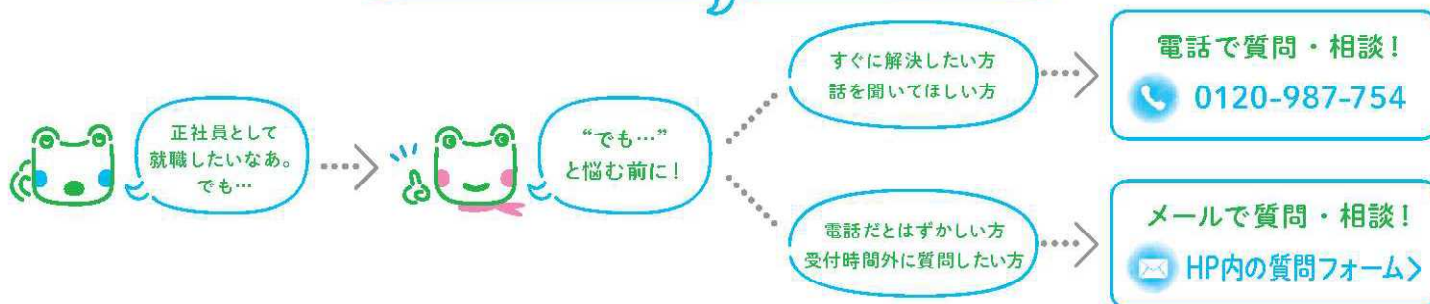 正社員として
就職したいなあ。
でも…
“でも…”
と悩む前に!
すぐに解決したい方
話を聞いてほしい方
電話で質問・相談!
0120-987-754
電話だとはずかしい方
受付時間外に質問したい方
メールで質問・相談!
HP内の質問フォーム>